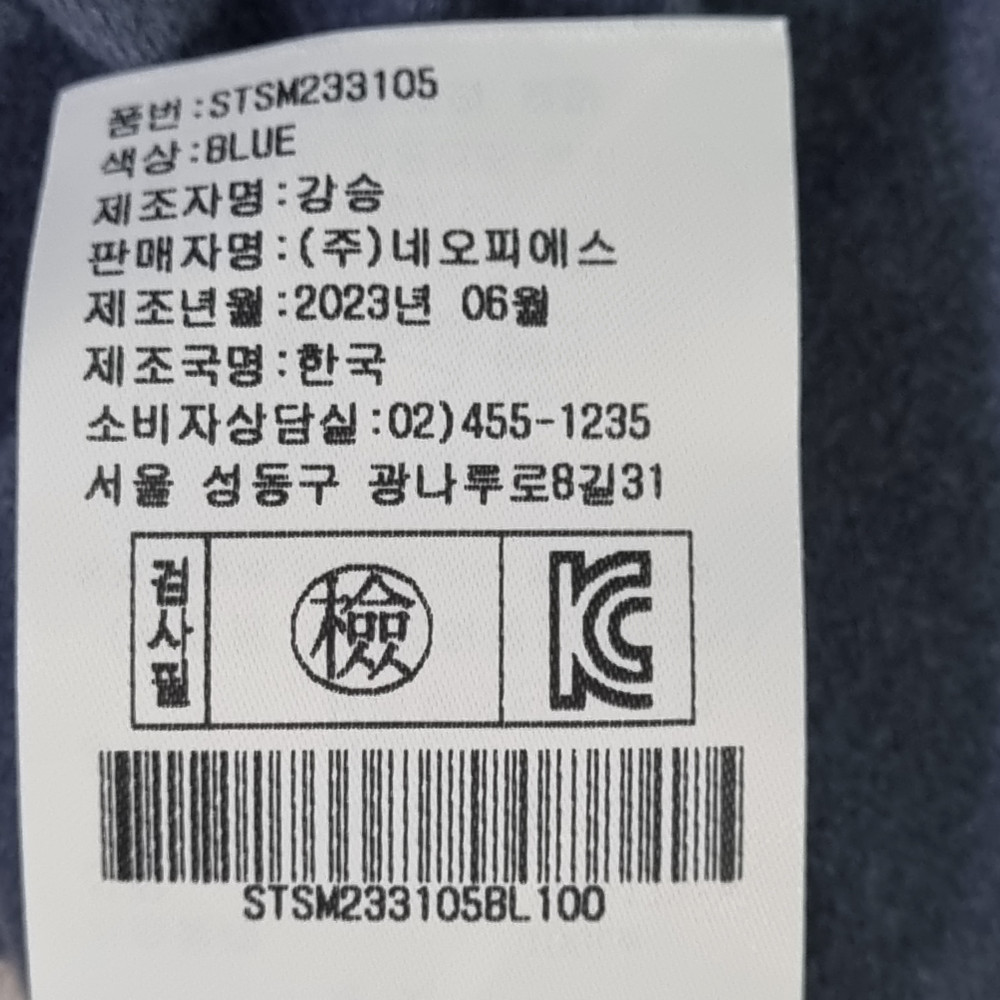 품번:STSM233105
색상:BLUE
제조자명:강승
판매자명:(주)네오피에스
제조년월:2023년 06월
제조국명:한국
소비자상담실:02)455-1235
서울 성동구 광나루로8길31
검사필
檢
KC
STSM233105BL100